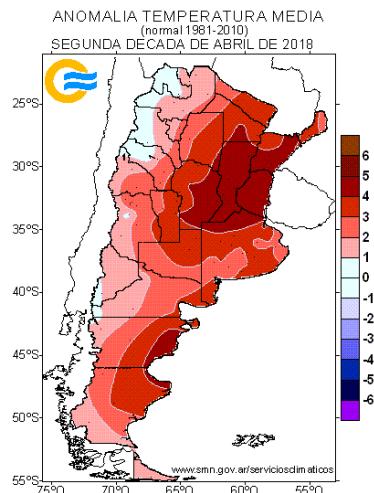 ANOMALIA TEMPERATURA MEDIA
(normal 1981-2010)
SEGUNDA DECADA DE ABRIL DE 2018
25°S
30°S
35°S
40°S
45°S
50°S
55°S
75°W
70°W
65°W
60°W
55°W
6
5
4
3
2
1
0
-1
-2
-3
-4
-5
-6
www.smn.gov.ar/serviciosclimaticos